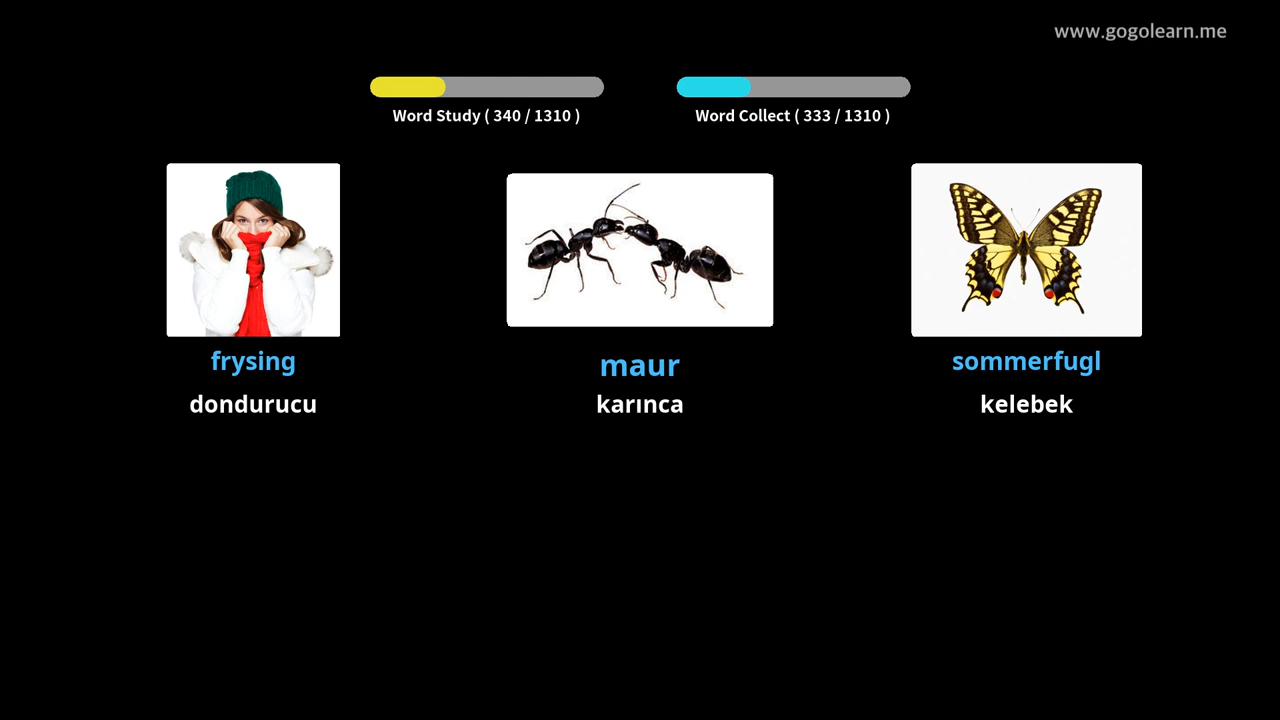 www.gogolearn.me
Word Study ( 340 / 1310 )
Word Collect ( 333 / 1310 )
frysing
dondurucu
maur
karınca
sommerfugl
kelebek